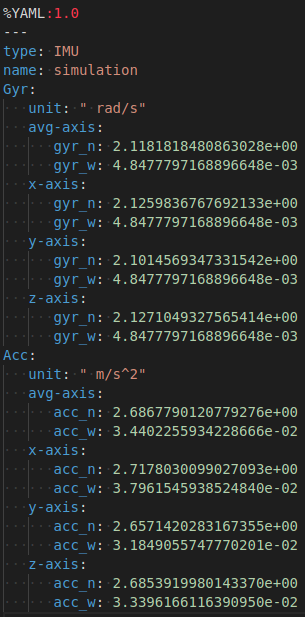 %YAML:1.0
---
type: IMU
name: simulation
Gyr:
   unit: " rad/s"
   avg-axis:
      gyr_n: 2.1181818480863028e+00
      gyr_w: 4.8477797168896648e-03
   x-axis:
      gyr_n: 2.1259836767692133e+00
      gyr_w: 4.8477797168896648e-03
   y-axis:
      gyr_n: 2.1014569347331542e+00
      gyr_w: 4.8477797168896648e-03
   z-axis:
      gyr_n: 2.1271049327565414e+00
      gyr_w: 4.8477797168896648e-03
Acc:
   unit: " m/s^2"
   avg-axis:
      acc_n: 2.6867790120779276e+00
      acc_w: 3.4402255934228666e-02
   x-axis:
      acc_n: 2.7178030099027093e+00
      acc_w: 3.7961545938524840e-02
   y-axis:
      acc_n: 2.6571420283167355e+00
      acc_w: 3.1849055747770201e-02
   z-axis:
      acc_n: 2.6853919980143370e+00
      acc_w: 3.3396166116390950e-02